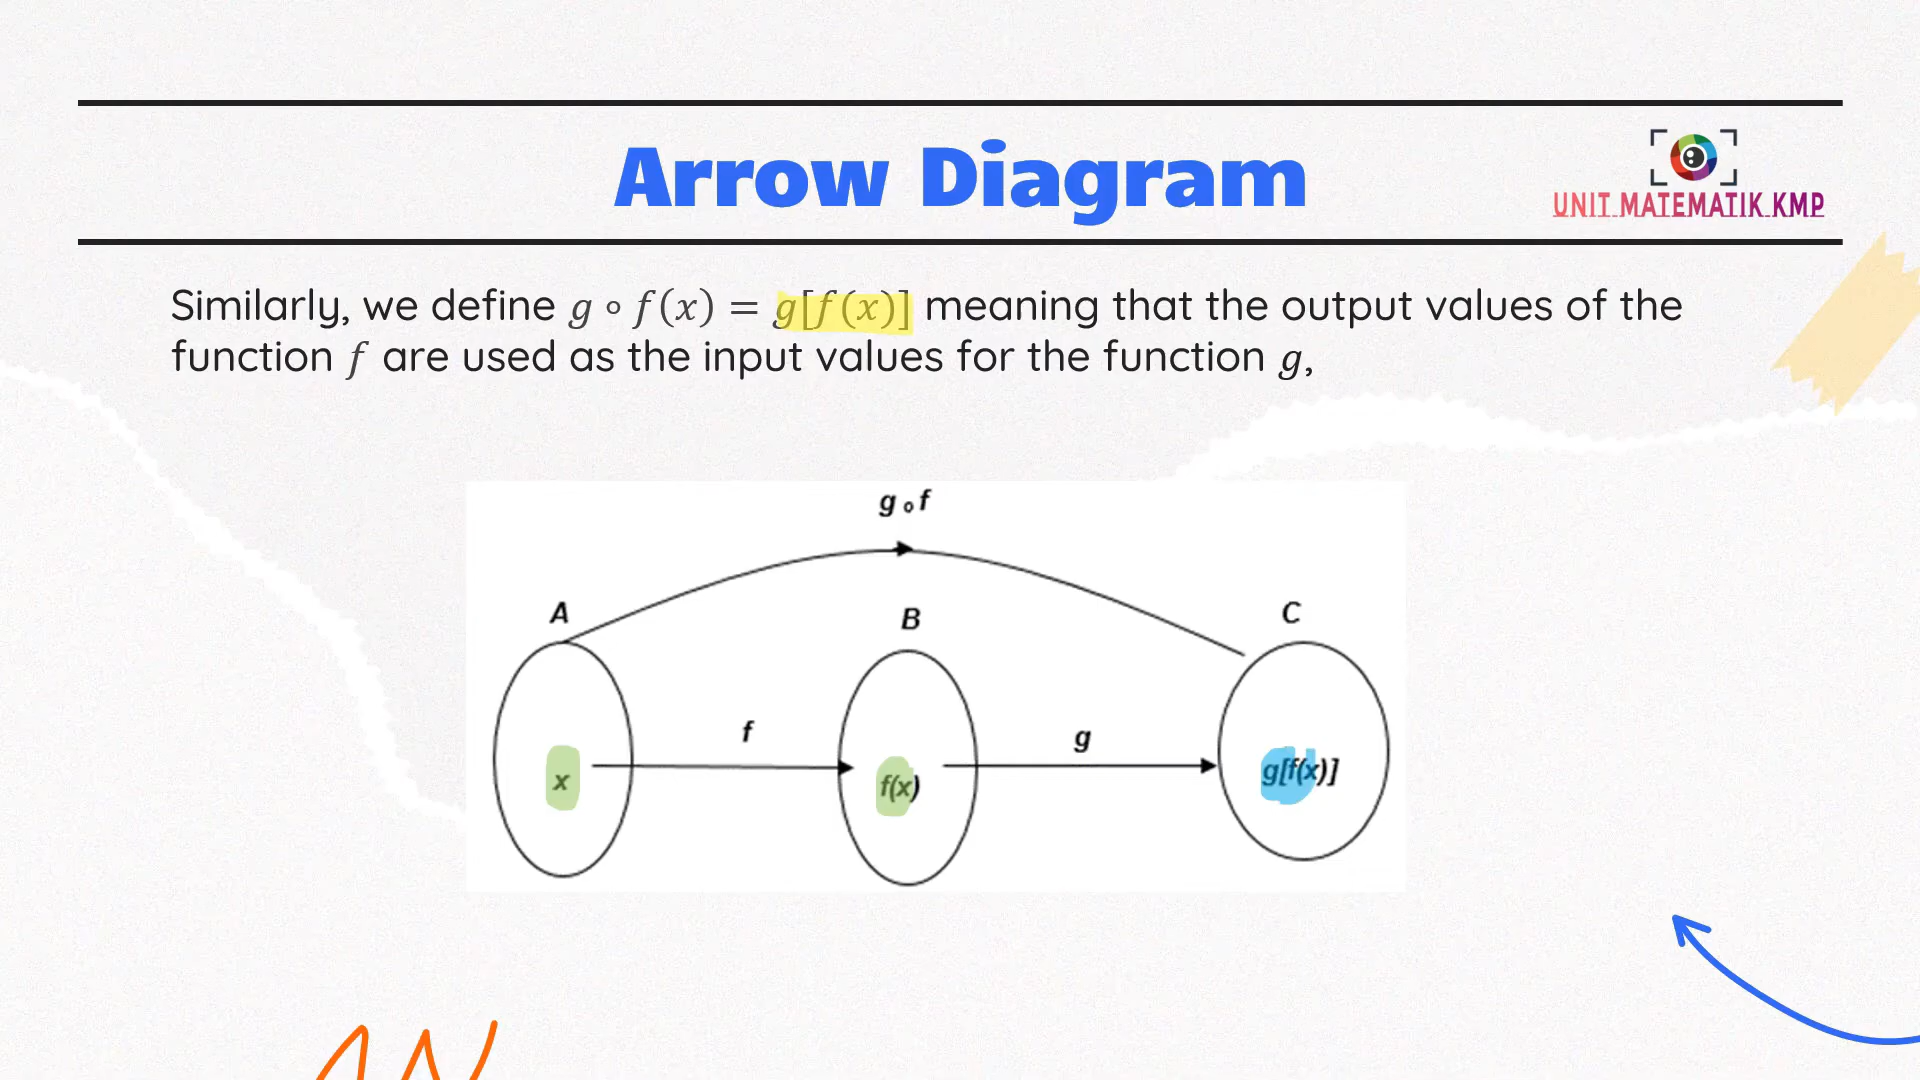 Arrow Diagram
UNIT MATEMATIK KMP
Similarly, we define g ∘ f(x) = g[f(x)] meaning that the output values of the
function f are used as the input values for the function g,
g∘f
A
B
C
f
g
x
f(x)
g[f(x)]